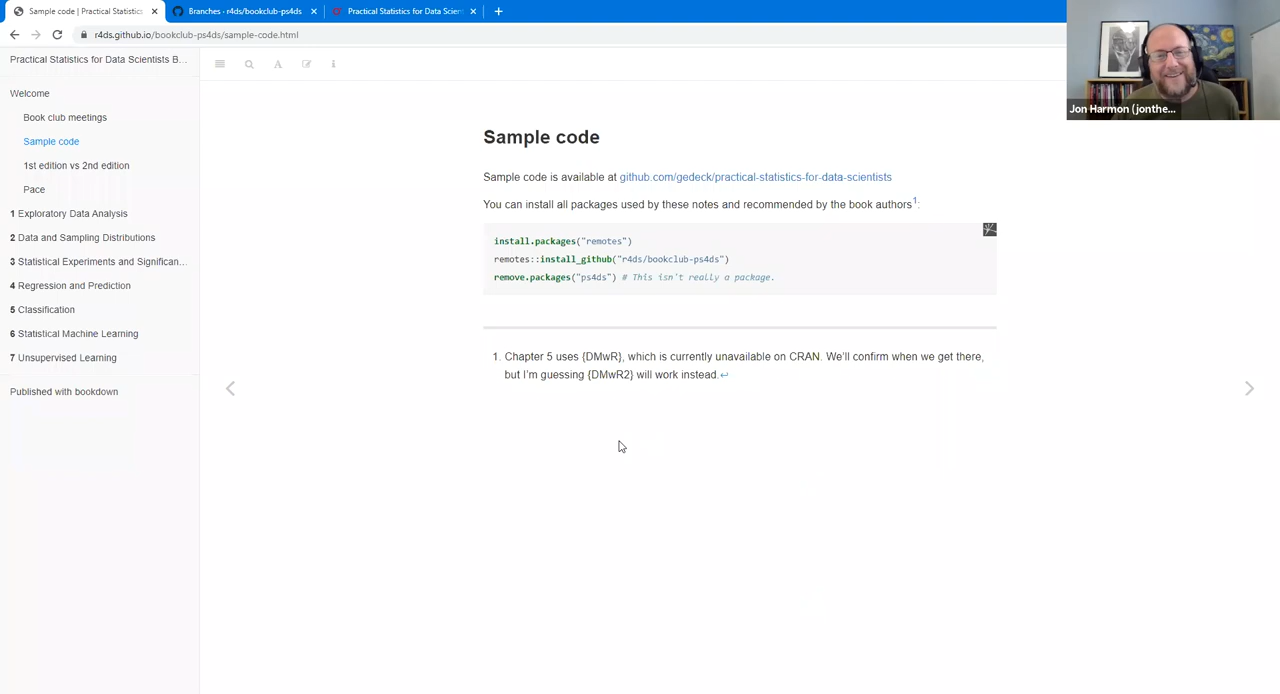 Sample code | Practical Statistics
Branches · r4ds/bookclub-ps4ds
Practical Statistics for Data Scien
r4ds.github.io/bookclub-ps4ds/sample-code.html
Jon Harmon (jonthe...
Practical Statistics for Data Scientists B...
Welcome
Book club meetings
Sample code
1st edition vs 2nd edition
Pace
1 Exploratory Data Analysis
2 Data and Sampling Distributions
3 Statistical Experiments and Significan...
4 Regression and Prediction
5 Classification
6 Statistical Machine Learning
7 Unsupervised Learning
Published with bookdown
Sample code
Sample code is available at github.com/gedeck/practical-statistics-for-data-scientists
You can install all packages used by these notes and recommended by the book authors1:
install.packages("remotes")
remotes::install_github("r4ds/bookclub-ps4ds")
remove.packages("ps4ds") # This isn't really a package.
1. Chapter 5 uses {DMwR}, which is currently unavailable on CRAN. We'll confirm when we get there,
but I'm guessing {DMwR2} will work instead.↩